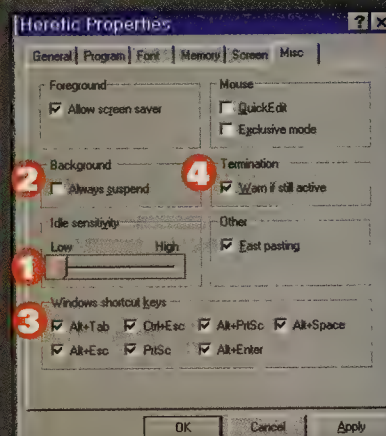 Heretic Properties
General Program Font Memory Screen Misc
Foreground
Allow screen saver
Mouse
QuickEdit
Exclusive mode
2
Background
Always suspend
4
Termination
Warn if still active
Idle sensitivity
Low High
1
Other
Fast pasting
3
Windows shortcut keys
Alt+Tab Ctrl+Esc Alt+PrtSc Alt+Space
Alt+Esc PrtSc Alt+Enter
OK Cancel Apply